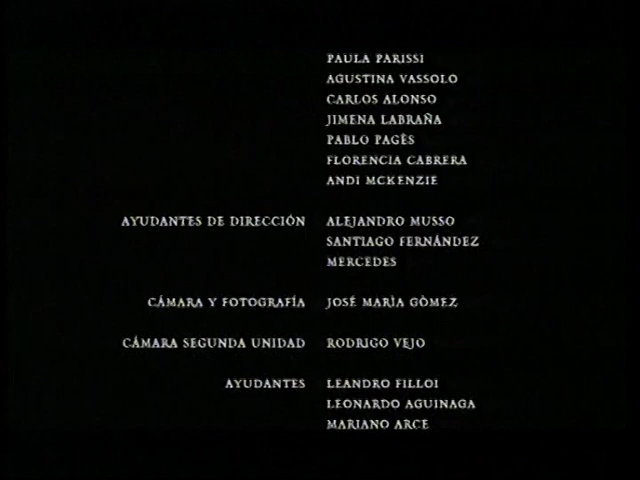 PAULA PARISSI
AGUSTINA VASSOLO
CARLOS ALONSO
JIMENA LABRAÑA
PABLO PAGÈS
FLORENCIA CABRERA
ANDI MCKENZIE
AYUDANTES DE DIRECCIÓN ALEJANDRO MUSSO
SANTIAGO FERNÁNDEZ
MERCEDES
CÁMARA Y FOTOGRAFÍA JOSÉ MARÌA GÒMEZ
CÁMARA SEGUNDA UNIDAD RODRIGO VEJO
AYUDANTES LEANDRO FILLOI
LEONARDO AGUINAGA
MARIANO ARCE